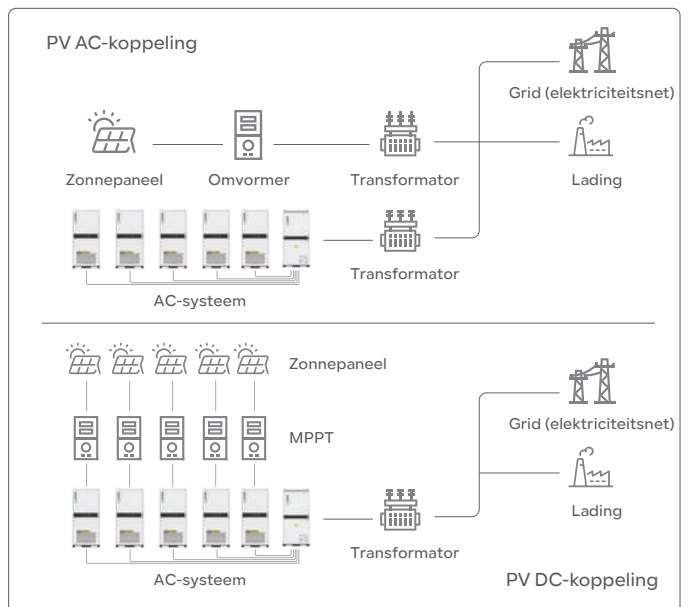 PV AC-koppeling
Grid (elektriciteitsnet)
Zonnepaneel
Omvormer
Transformator
Lading
Transformator
AC-systeem
Zonnepaneel
Grid (elektriciteitsnet)
MPPT
Lading
Transformator
AC-systeem
PV DC-koppeling